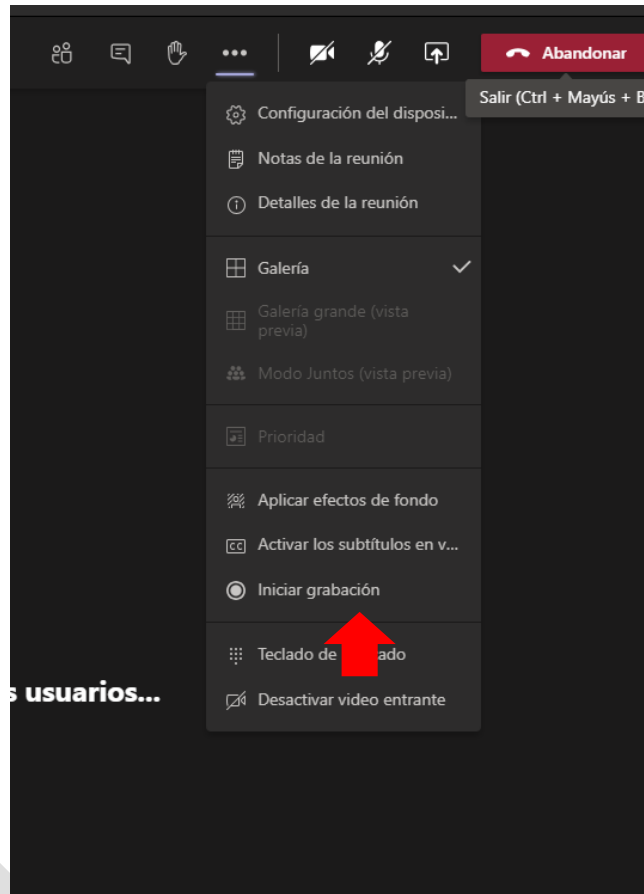 Abandonar
Salir (Ctrl + Mayús + B
Configuración del disposi...
Notas de la reunión
Detalles de la reunión
Galería
Galería grande (vista
previa)
Modo Juntos (vista previa)
Prioridad
Aplicar efectos de fondo
CC
Activar los subtítulos en v...
Iniciar grabación
Teclado de ado
s usuarios...
Desactivar video entrante